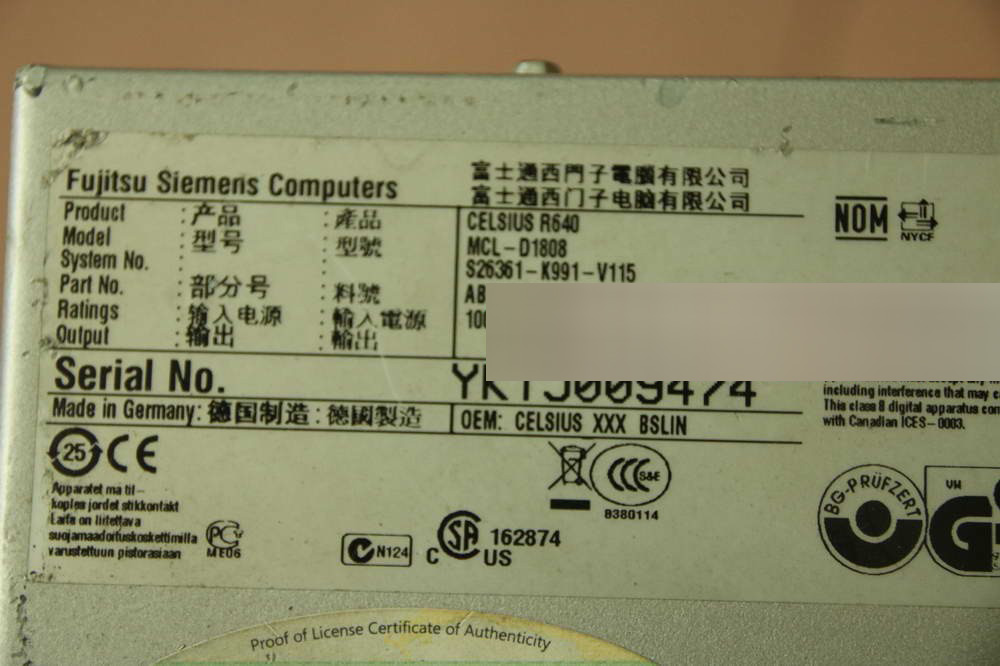 Fujitsu Siemens Computers
富士通西門子電腦有限公司
富士通西门子电脑有限公司
Product : 产品 : 產品 CELSIUS R640
Model : 型号 : 型號 MCL-D1808
System No. : S26361-K991-V115
Part No. : 部分号 : 料號 AB
Ratings : 输入电源 : 輸入電源
Output : 输出 : 輸出
Serial No.
Made in Germany: 德国制造 : 德國製造 OEM: CELSIUS XXX BSLIN
including interference that may
This class B digital apparatus
with Canadian ICES-0003.
NOM
NYCE
25 CE
Apparatet må til-
koples jordet stikkontakt
Laite on liitettävä
suojamaadoituskoskettimilla
varustettuun pistorasiaan
PC
ME06
N124
C SA 162874
C US
CCC S&E
8380114
BG-PRÜFZERT
VW
G
Proof of License Certificate of Authenticity